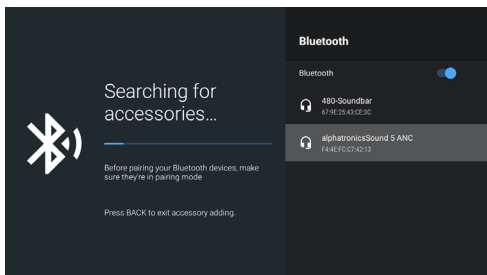 Searching for
accessories...
Before pairing your Bluetooth devices, make
sure they're in pairing mode
Press BACK to exit accessory adding.
Bluetooth
Bluetooth
480-Soundbar
67:9E:25:43:CE:3C
alphatronicsSound 5 ANC
F4:4E:FC:C7:42:13